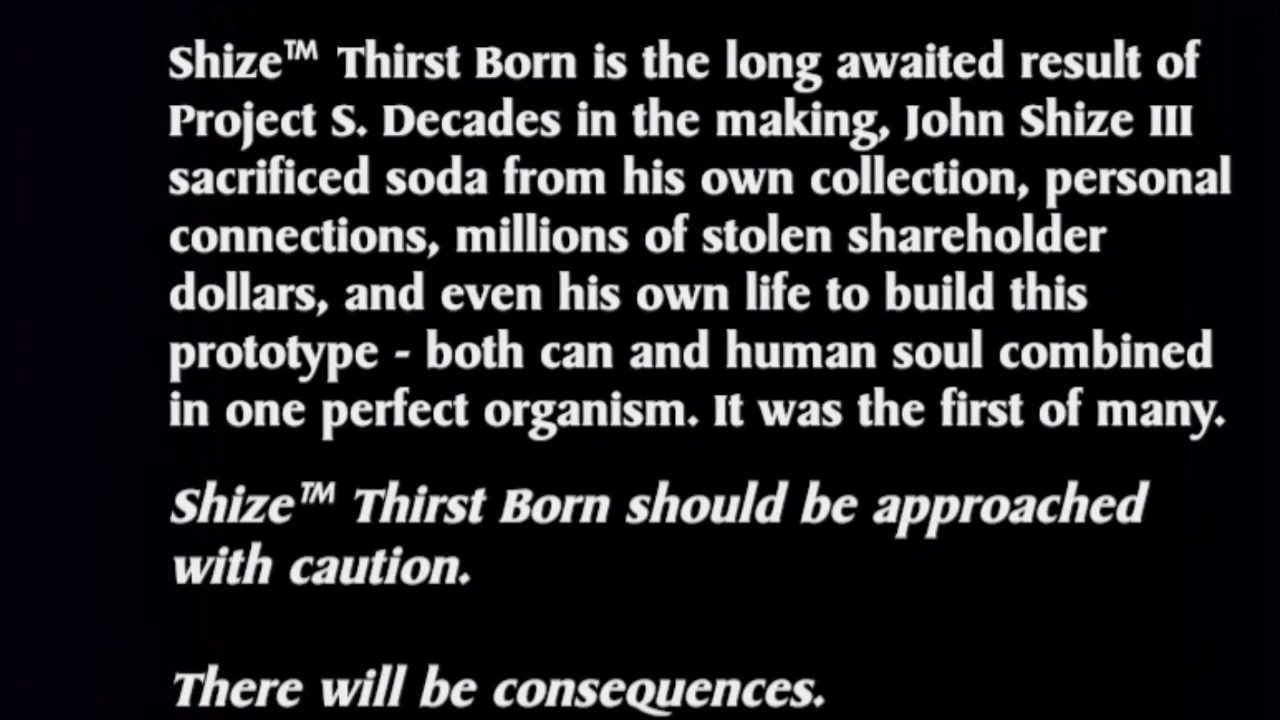 Shize™ Thirst Born is the long awaited result of
Project S. Decades in the making, John Shize III
sacrificed soda from his own collection, personal
connections, millions of stolen shareholder
dollars, and even his own life to build this
prototype - both can and human soul combined
in one perfect organism. It was the first of many.
Shize™ Thirst Born should be approached
with caution.
There will be consequences.